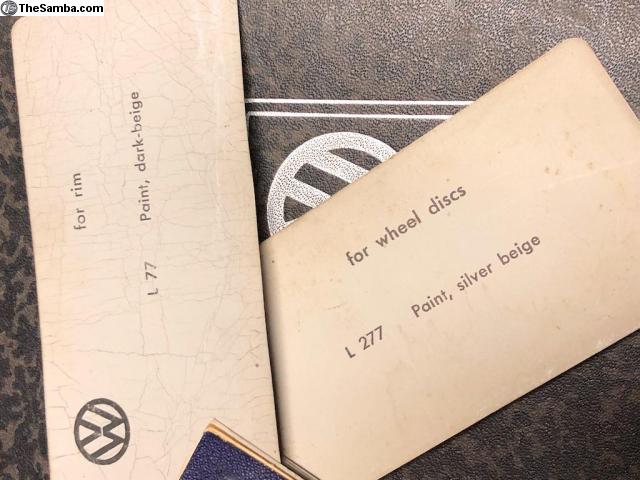 TheSamba.com
for rim
L 77 Paint, dark-beige
for wheel discs
L 277 Paint, silver beige